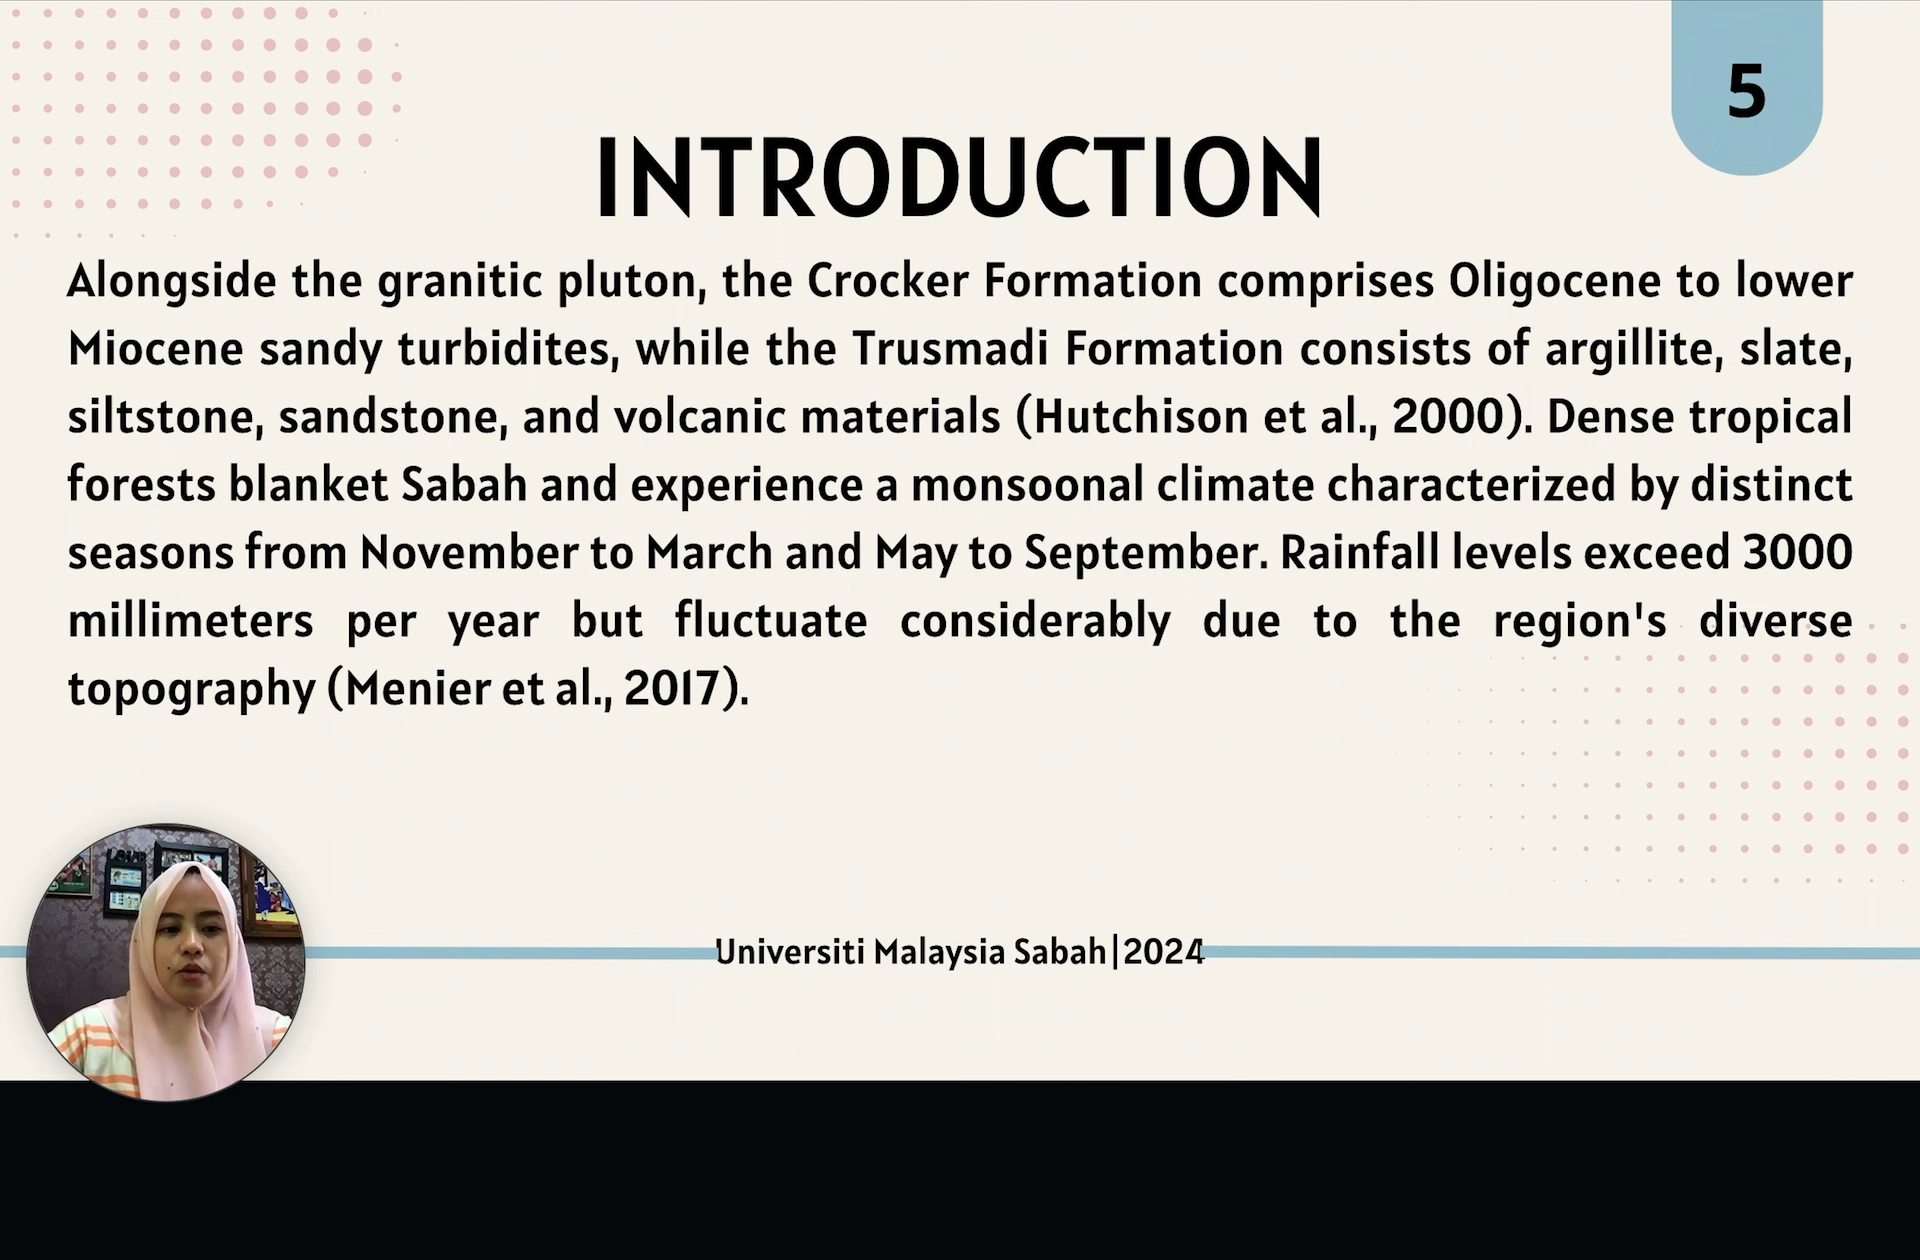 5
INTRODUCTION
Alongside the granitic pluton, the Crocker Formation comprises Oligocene to lower
Miocene sandy turbidites, while the Trusmadi Formation consists of argillite, slate,
siltstone, sandstone, and volcanic materials (Hutchison et al., 2000). Dense tropical
forests blanket Sabah and experience a monsoonal climate characterized by distinct
seasons from November to March and May to September. Rainfall levels exceed 3000
millimeters per year but fluctuate considerably due to the region's diverse
topography (Menier et al., 2017).
Universiti Malaysia Sabah|2024